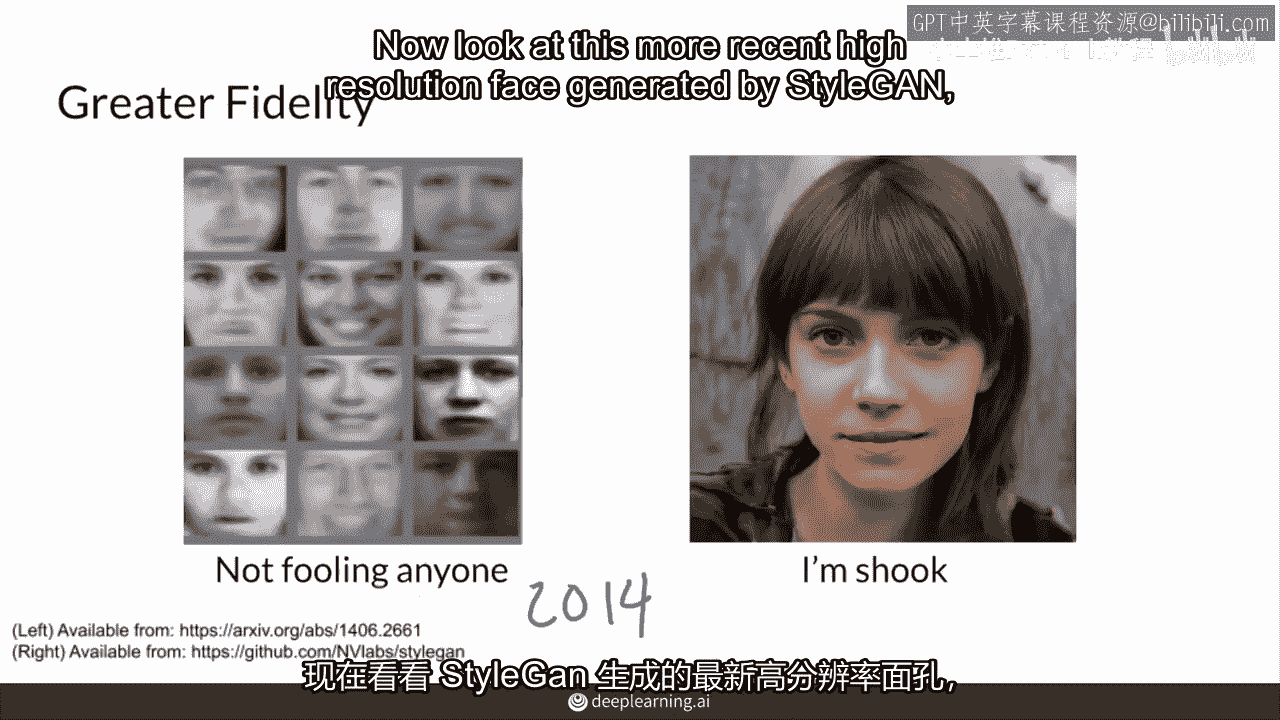 GPT中英字幕课程资源@bilibili.com
Now look at this more recent high
resolution face generated by StyleGAN,
Greater Fidelity
Not fooling anyone
I'm shook
2014
(Left) Available from: https://arxiv.org/abs/1406.2661
(Right) Available from: https://github.com/NVlabs/stylegan
现在看看 StyleGan 生成的最新高分辨率面孔，
deeplearning.ai